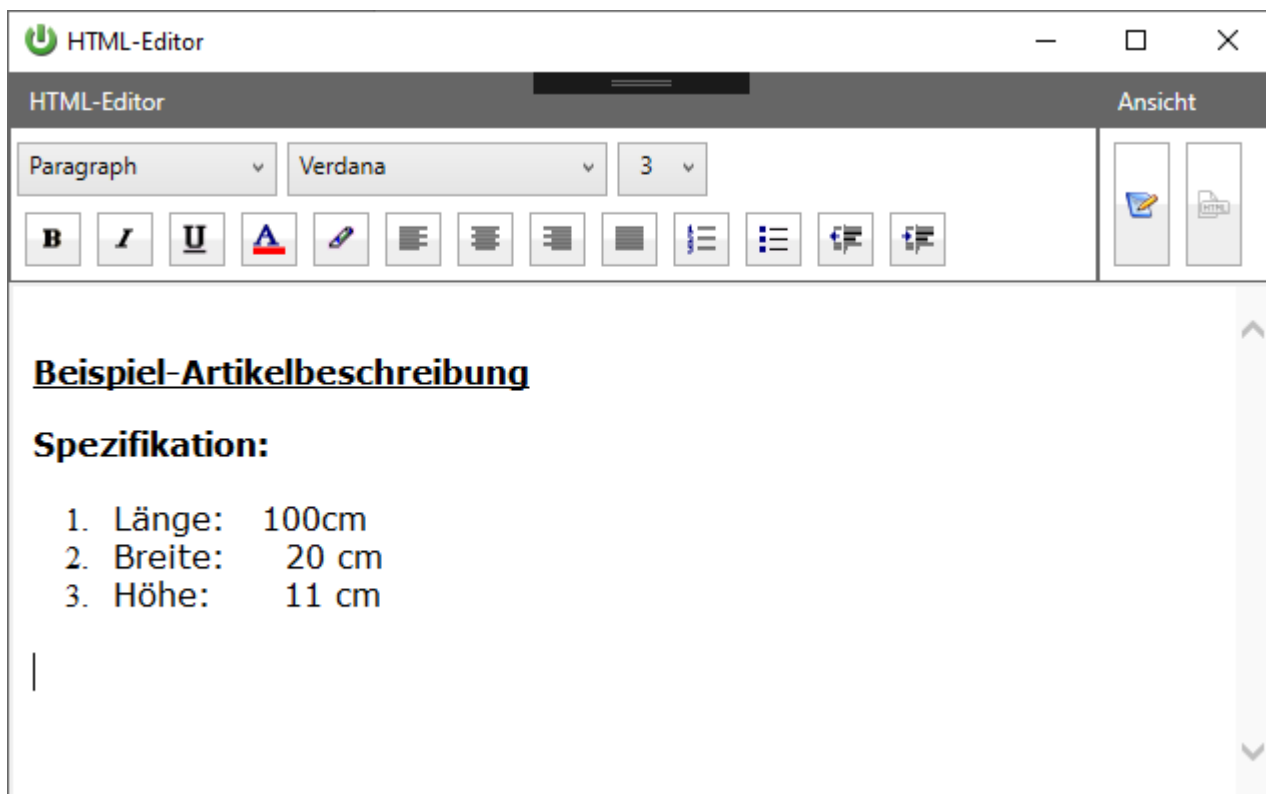 HTML-Editor
HTML-Editor Ansicht
Paragraph Verdana 3
B I U A
HTML
Beispiel-Artikelbeschreibung
Spezifikation:
1. Länge: 100cm
2. Breite: 20 cm
3. Höhe: 11 cm